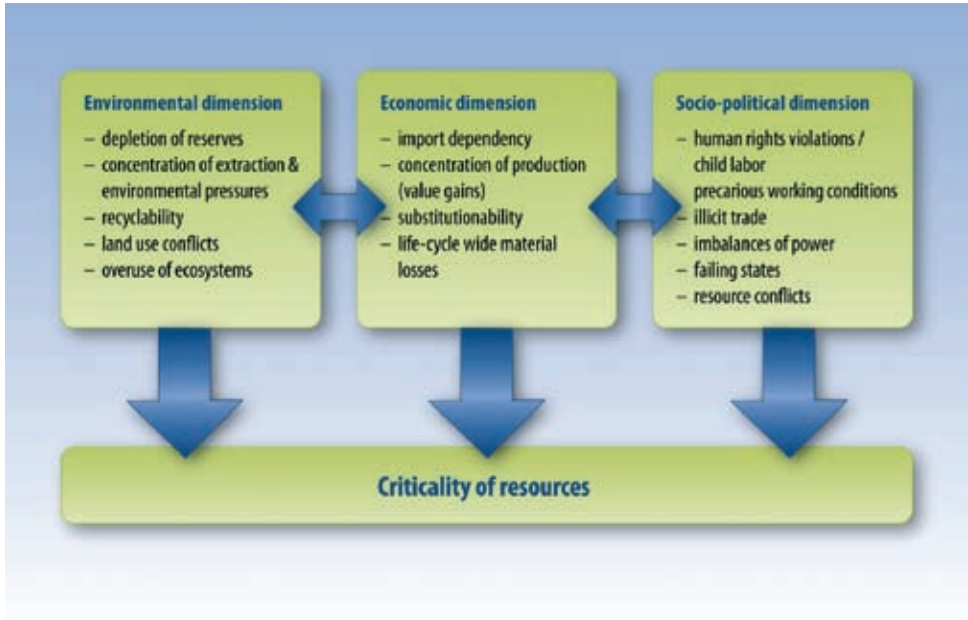 Environmental dimension
– depletion of reserves
– concentration of extraction &
environmental pressures
– recyclability
– land use conflicts
– overuse of ecosystems
Economic dimension
– import dependency
– concentration of production
(value gains)
– substitutionability
– life-cycle wide material
losses
Socio-political dimension
– human rights violations /
child labor
precarious working conditions
– illicit trade
– imbalances of power
– failing states
– resource conflicts
Criticality of resources